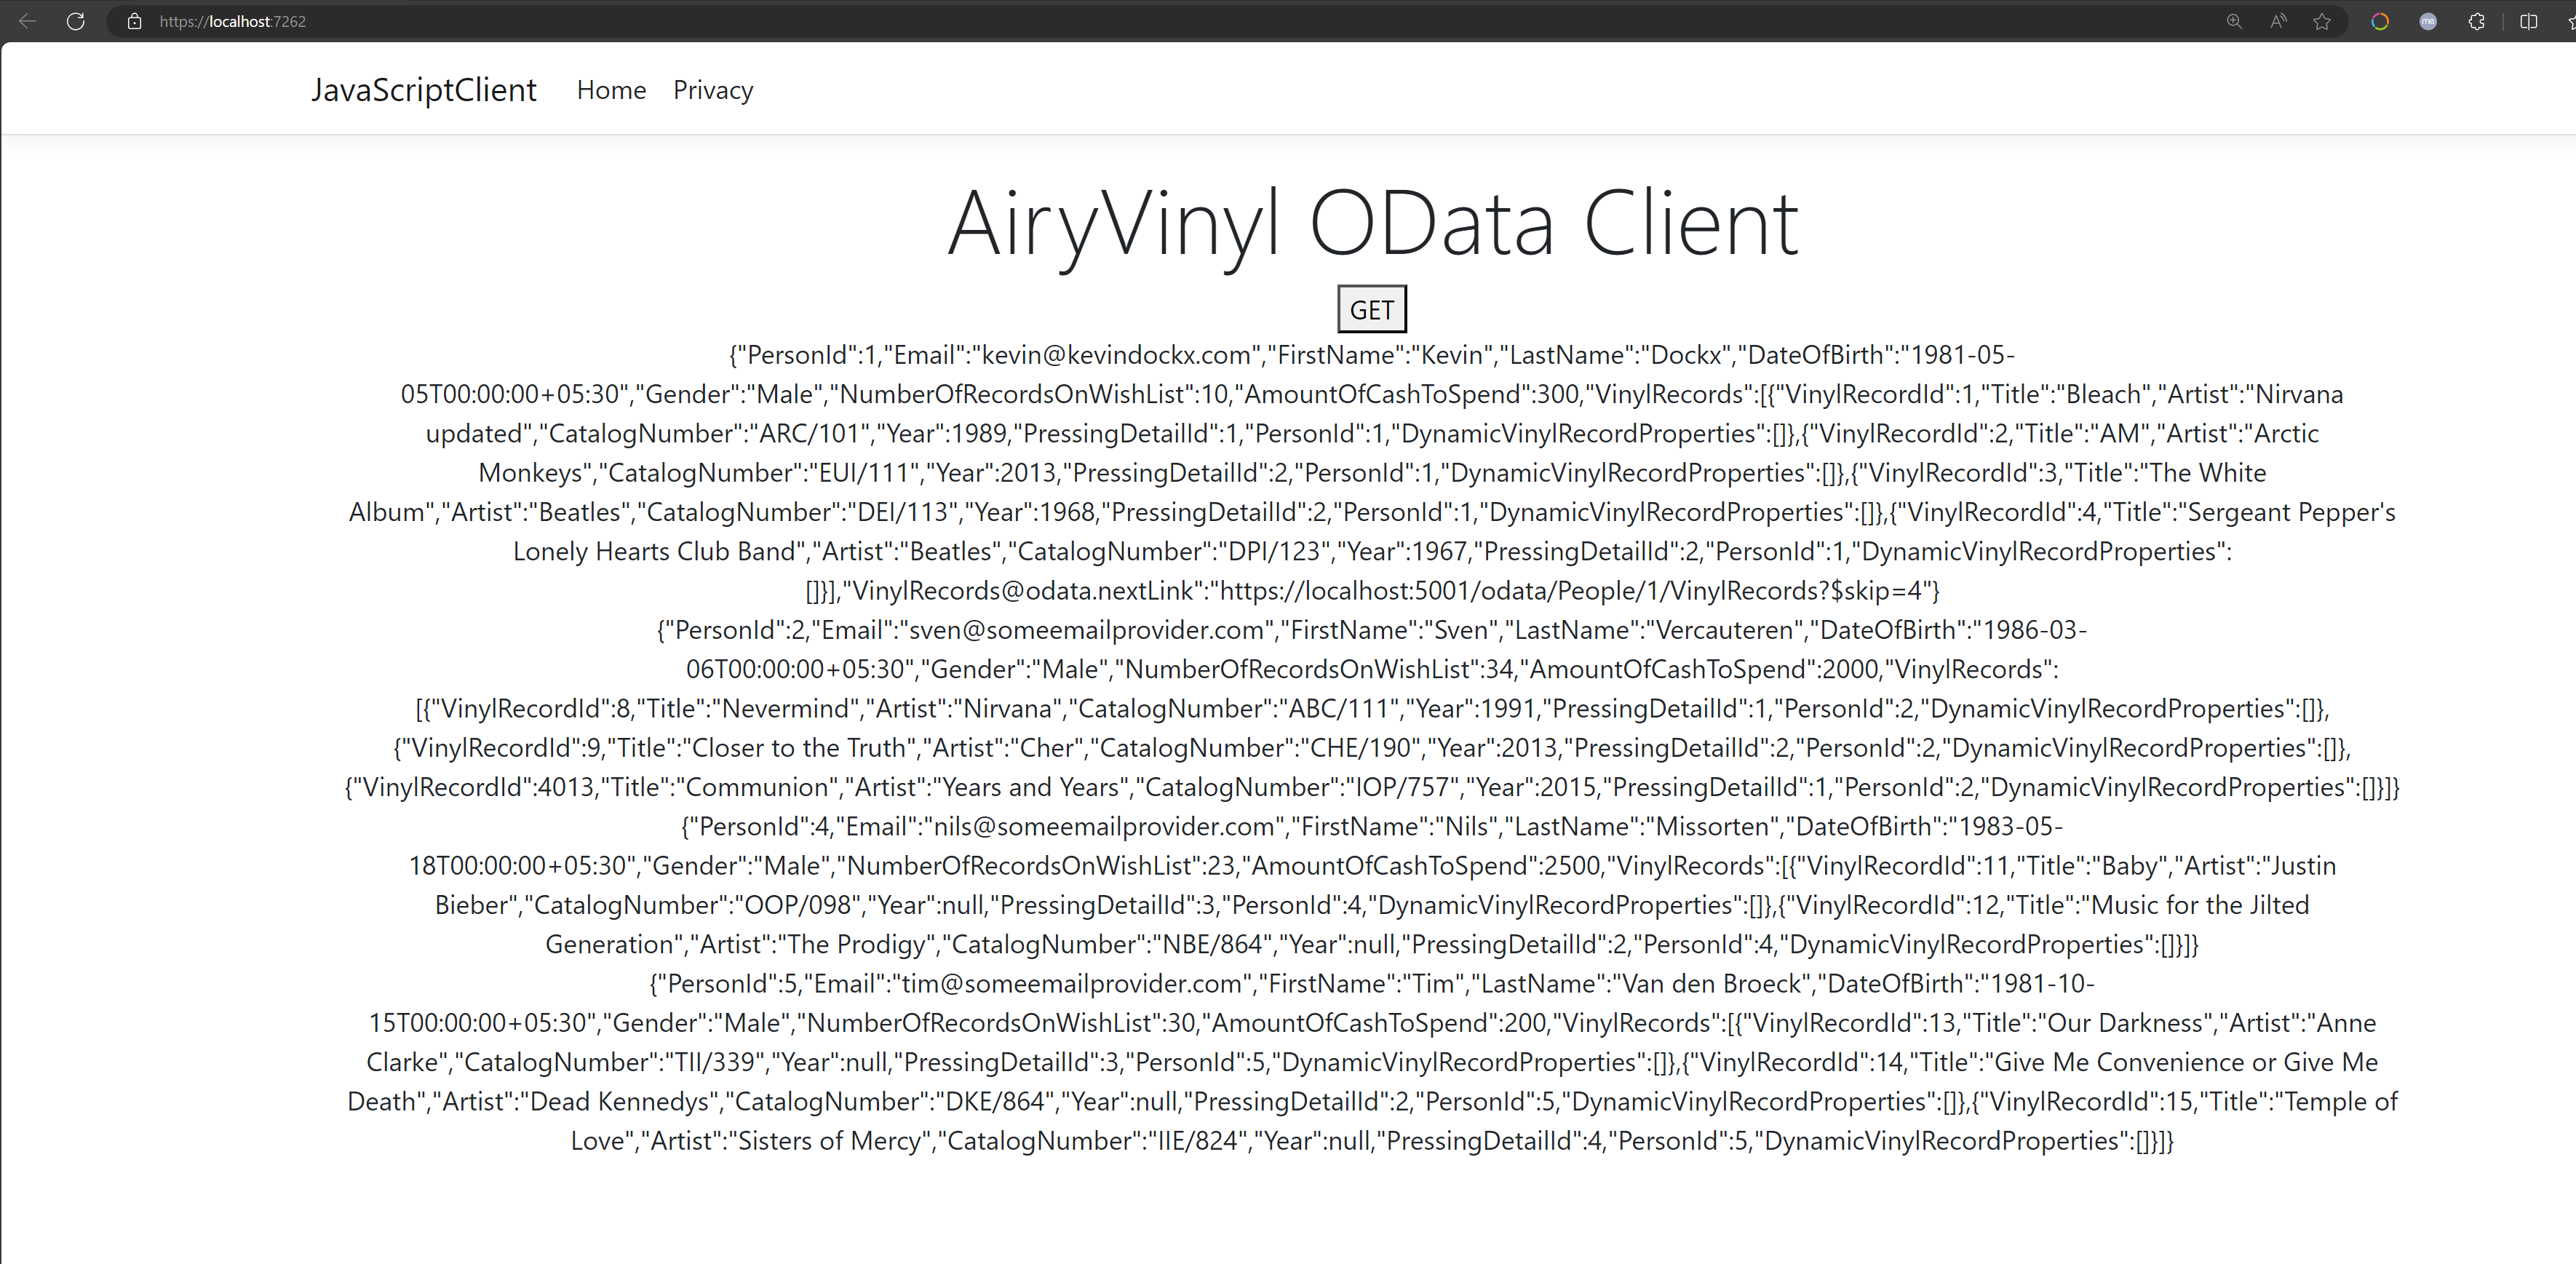 https://localhost:7262
JavaScriptClient Home Privacy
AiryVinyl OData Client
GET
{"PersonId":1,"Email":"kevin@kevindockx.com","FirstName":"Kevin","LastName":"Dockx","DateOfBirth":"1981-05-
05T00:00:00+05:30","Gender":"Male","NumberOfRecordsOnWishList":10,"AmountOfCashToSpend":300,"VinylRecords":[{"VinylRecordId":1,"Title":"Bleach","Artist":"Nirvana
updated","CatalogNumber":"ARC/101","Year":1989,"PressingDetailId":1,"PersonId":1,"DynamicVinylRecordProperties":[]},{"VinylRecordId":2,"Title":"AM","Artist":"Arctic
Monkeys","CatalogNumber":"EUI/111","Year":2013,"PressingDetailId":2,"PersonId":1,"DynamicVinylRecordProperties":[]},{"VinylRecordId":3,"Title":"The White
Album","Artist":"Beatles","CatalogNumber":"DEI/113","Year":1968,"PressingDetailId":2,"PersonId":1,"DynamicVinylRecordProperties":[]},{"VinylRecordId":4,"Title":"Sergeant Pepper's
Lonely Hearts Club Band","Artist":"Beatles","CatalogNumber":"DPI/123","Year":1967,"PressingDetailId":2,"PersonId":1,"DynamicVinylRecordProperties":
[]}],"VinylRecords@odata.nextLink":"https://localhost:5001/odata/People/1/VinylRecords?$skip=4"}
{"PersonId":2,"Email":"sven@someemailprovider.com","FirstName":"Sven","LastName":"Vercauteren","DateOfBirth":"1986-03-
06T00:00:00+05:30","Gender":"Male","NumberOfRecordsOnWishList":34,"AmountOfCashToSpend":2000,"VinylRecords":
[{"VinylRecordId":8,"Title":"Nevermind","Artist":"Nirvana","CatalogNumber":"ABC/111","Year":1991,"PressingDetailId":1,"PersonId":2,"DynamicVinylRecordProperties":[]},
{"VinylRecordId":9,"Title":"Closer to the Truth","Artist":"Cher","CatalogNumber":"CHE/190","Year":2013,"PressingDetailId":2,"PersonId":2,"DynamicVinylRecordProperties":[]},
{"VinylRecordId":4013,"Title":"Communion","Artist":"Years and Years","CatalogNumber":"IOP/757","Year":2015,"PressingDetailId":1,"PersonId":2,"DynamicVinylRecordProperties":[]}]}
{"PersonId":4,"Email":"nils@someemailprovider.com","FirstName":"Nils","LastName":"Missorten","DateOfBirth":"1983-05-
18T00:00:00+05:30","Gender":"Male","NumberOfRecordsOnWishList":23,"AmountOfCashToSpend":2500,"VinylRecords":[{"VinylRecordId":11,"Title":"Baby","Artist":"Justin
Bieber","CatalogNumber":"OOP/098","Year":null,"PressingDetailId":3,"PersonId":4,"DynamicVinylRecordProperties":[]},{"VinylRecordId":12,"Title":"Music for the Jilted
Generation","Artist":"The Prodigy","CatalogNumber":"NBE/864","Year":null,"PressingDetailId":2,"PersonId":4,"DynamicVinylRecordProperties":[]}]}
{"PersonId":5,"Email":"tim@someemailprovider.com","FirstName":"Tim","LastName":"Van den Broeck","DateOfBirth":"1981-10-
15T00:00:00+05:30","Gender":"Male","NumberOfRecordsOnWishList":30,"AmountOfCashToSpend":200,"VinylRecords":[{"VinylRecordId":13,"Title":"Our Darkness","Artist":"Anne
Clarke","CatalogNumber":"TII/339","Year":null,"PressingDetailId":3,"PersonId":5,"DynamicVinylRecordProperties":[]},{"VinylRecordId":14,"Title":"Give Me Convenience or Give Me
Death","Artist":"Dead Kennedys","CatalogNumber":"DKE/864","Year":null,"PressingDetailId":2,"PersonId":5,"DynamicVinylRecordProperties":[]},{"VinylRecordId":15,"Title":"Temple of
Love","Artist":"Sisters of Mercy","CatalogNumber":"IIE/824","Year":null,"PressingDetailId":4,"PersonId":5,"DynamicVinylRecordProperties":[]}]}